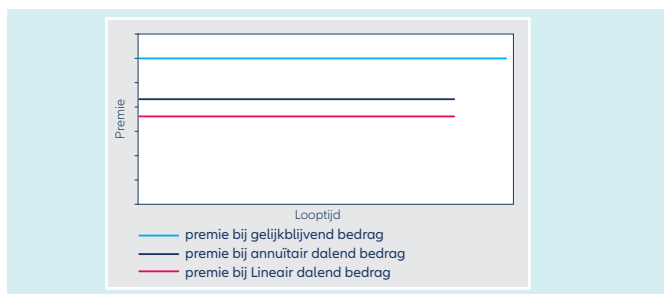 Premie
Looptijd
premie bij gelijkblijvend bedrag
premie bij annuïtair dalend bedrag
premie bij Lineair dalend bedrag